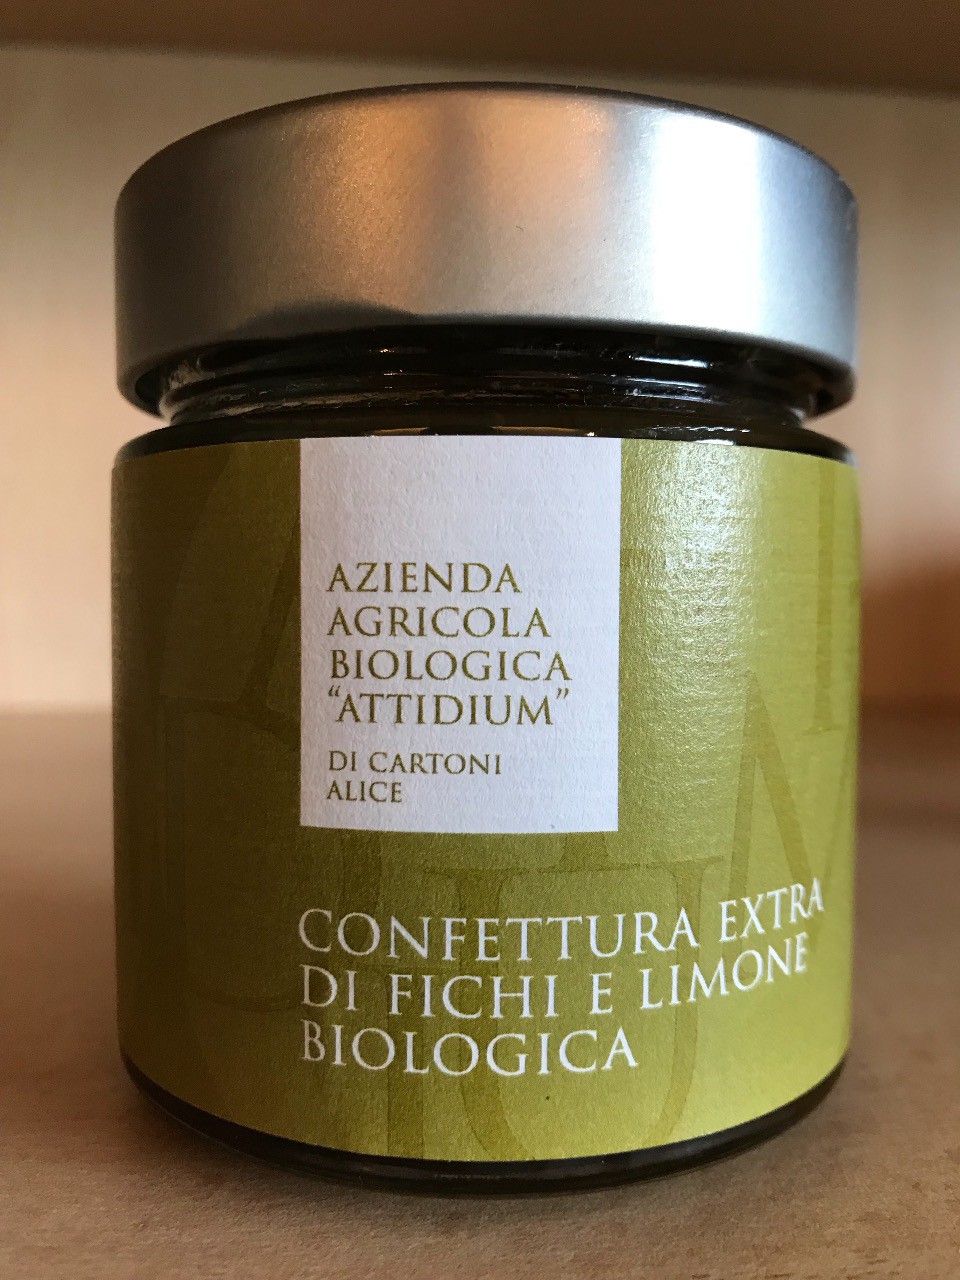 AZIENDA
AGRICOLA
BIOLOGICA
“ATTIDIUM”
DI CARTONI
ALICE
CONFETTURA EXTRA
DI FICHI E LIMONE
BIOLOGICA